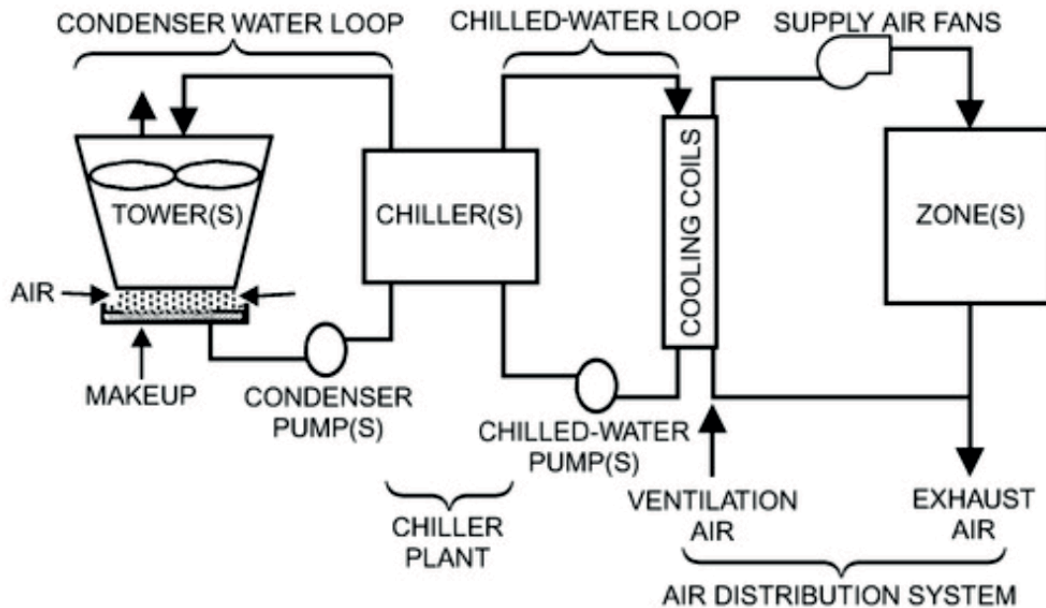 CONDENSER WATER LOOP
CHILLED-WATER LOOP
SUPPLY AIR FANS
TOWER(S)
CHILLER(S)
COOLING COILS
ZONE(S)
AIR
MAKEUP
CONDENSER
PUMP(S)
CHILLED-WATER
PUMP(S)
CHILLER
PLANT
VENTILATION
AIR
EXHAUST
AIR
AIR DISTRIBUTION SYSTEM